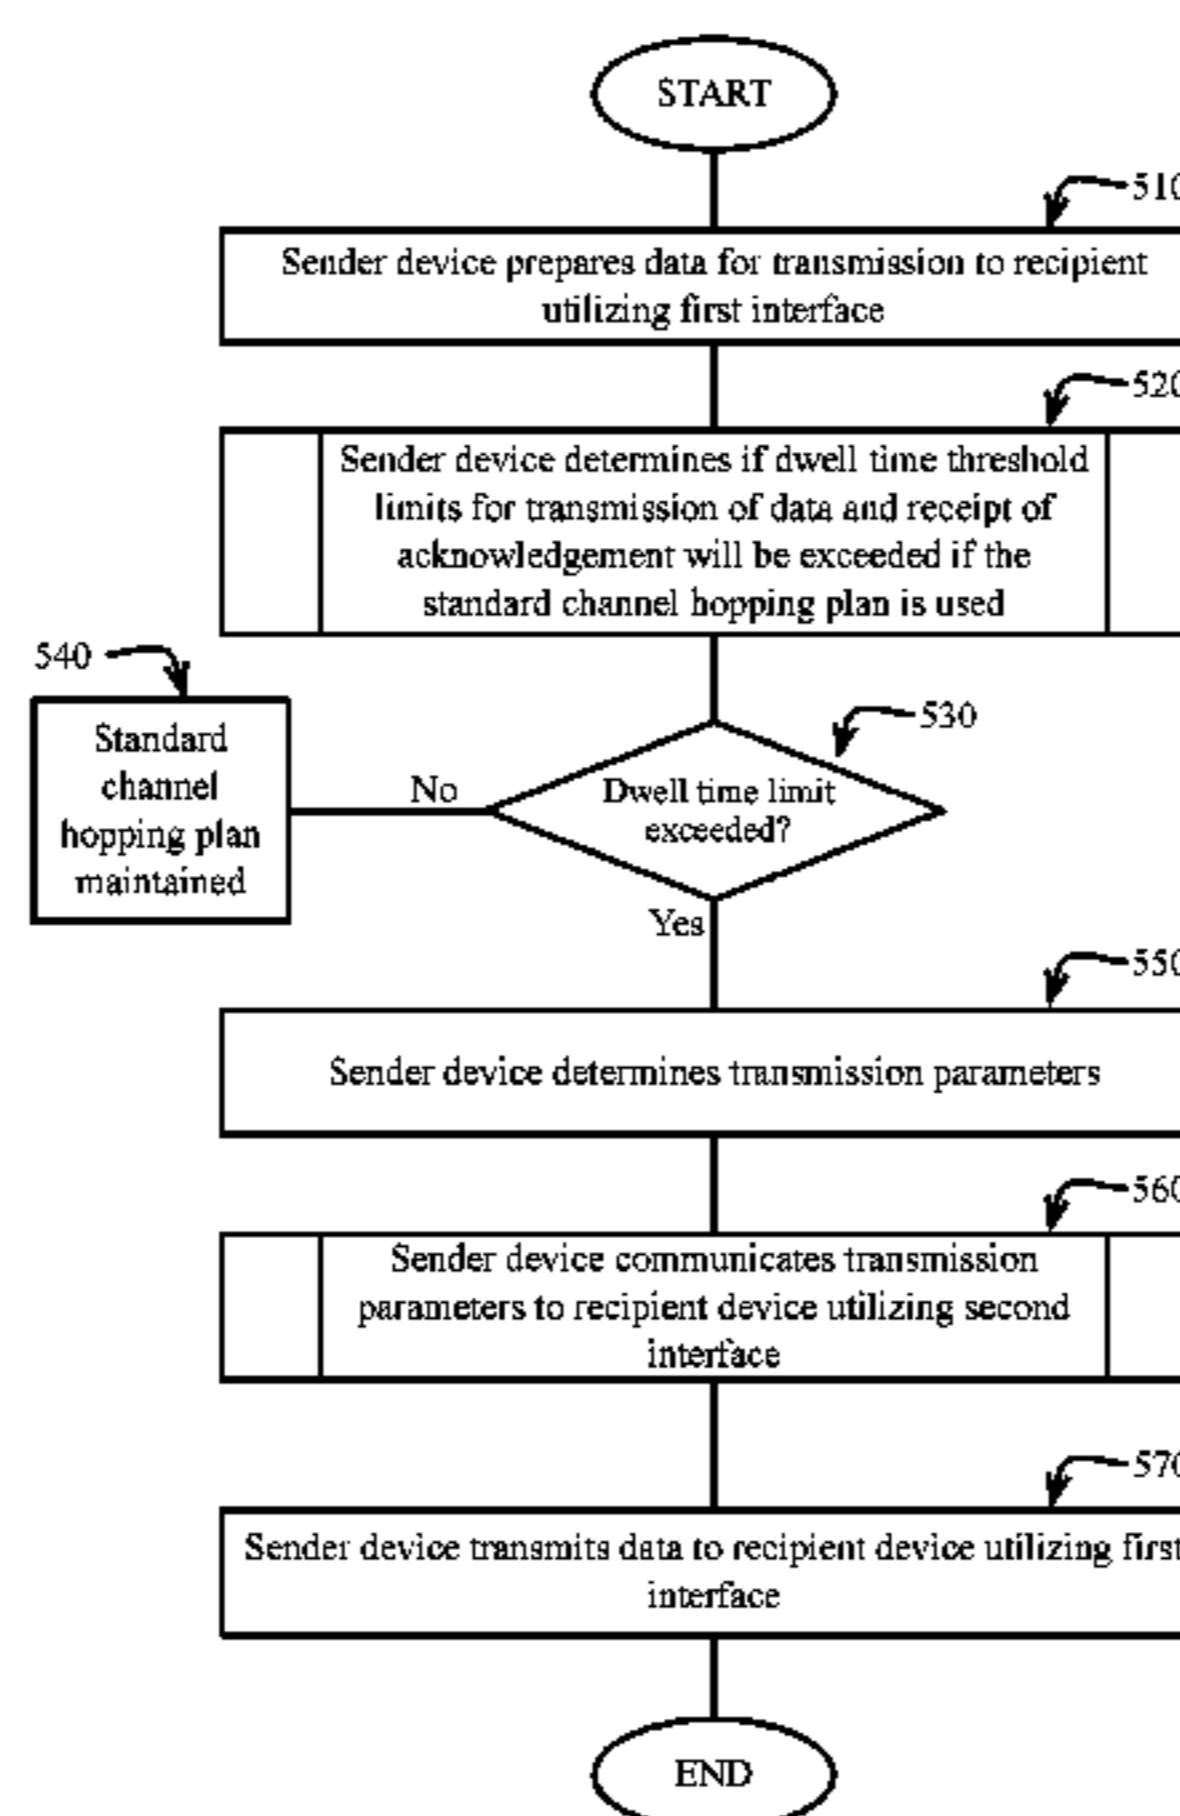 START
510
Sender device prepares data for transmission to recipient
utilizing first interface
520
Sender device determines if dwell time threshold
limits for transmission of data and receipt of
acknowledgement will be exceeded if the
standard channel hopping plan is used
540
Standard
channel
hopping plan
maintained
530
No
Dwell time limit
exceeded?
Yes
550
Sender device determines transmission parameters
560
Sender device communicates transmission
parameters to recipient device utilizing second
interface
570
Sender device transmits data to recipient device utilizing first
interface
END